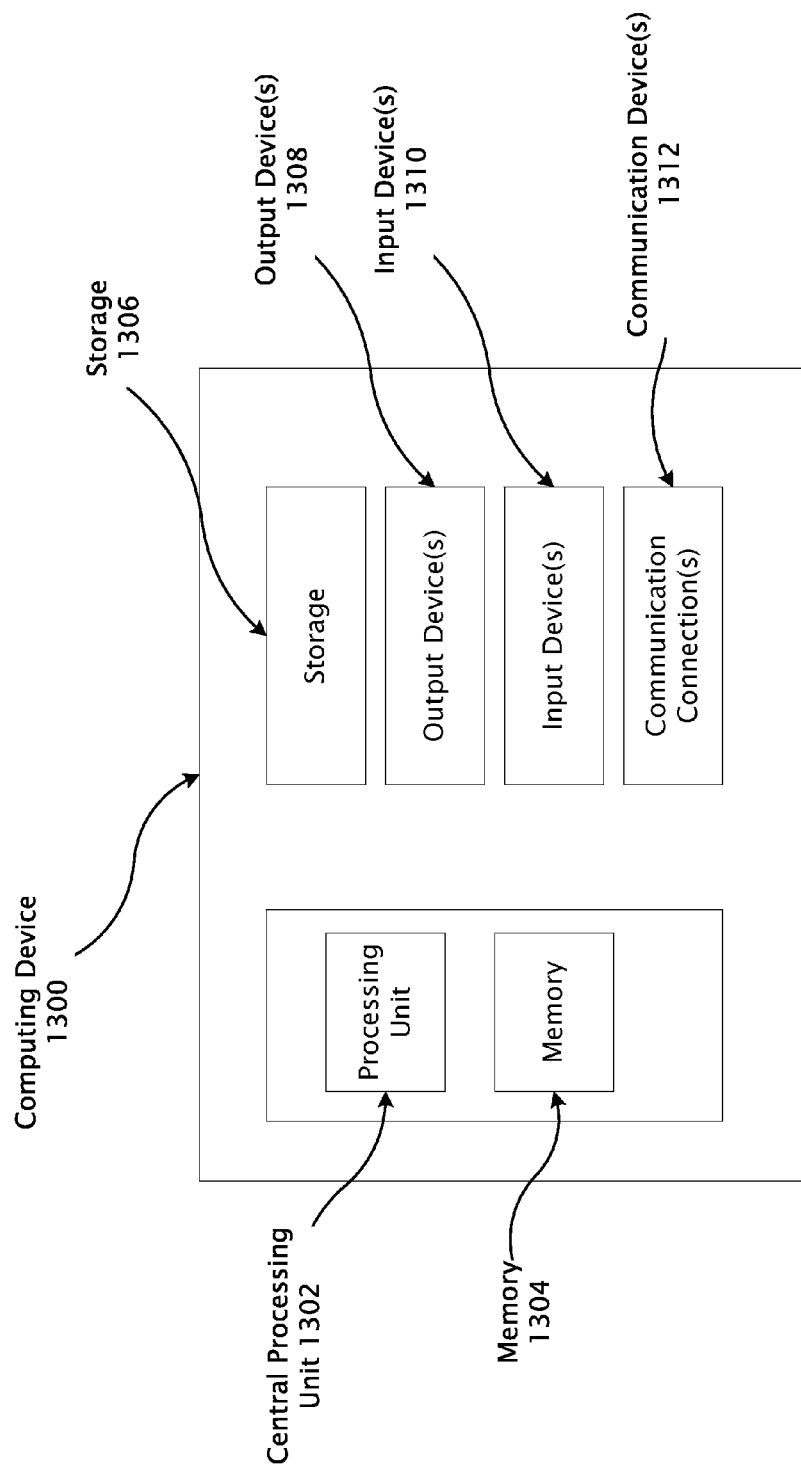 Computing Device
1300
Storage
1306
Output Device(s)
1308
Input Device(s)
1310
Communication Device(s)
1312
Central Processing
Unit 1302
Memory
1304
Processing
Unit
Memory
Storage
Output Device(s)
Input Device(s)
Communication
Connection(s)